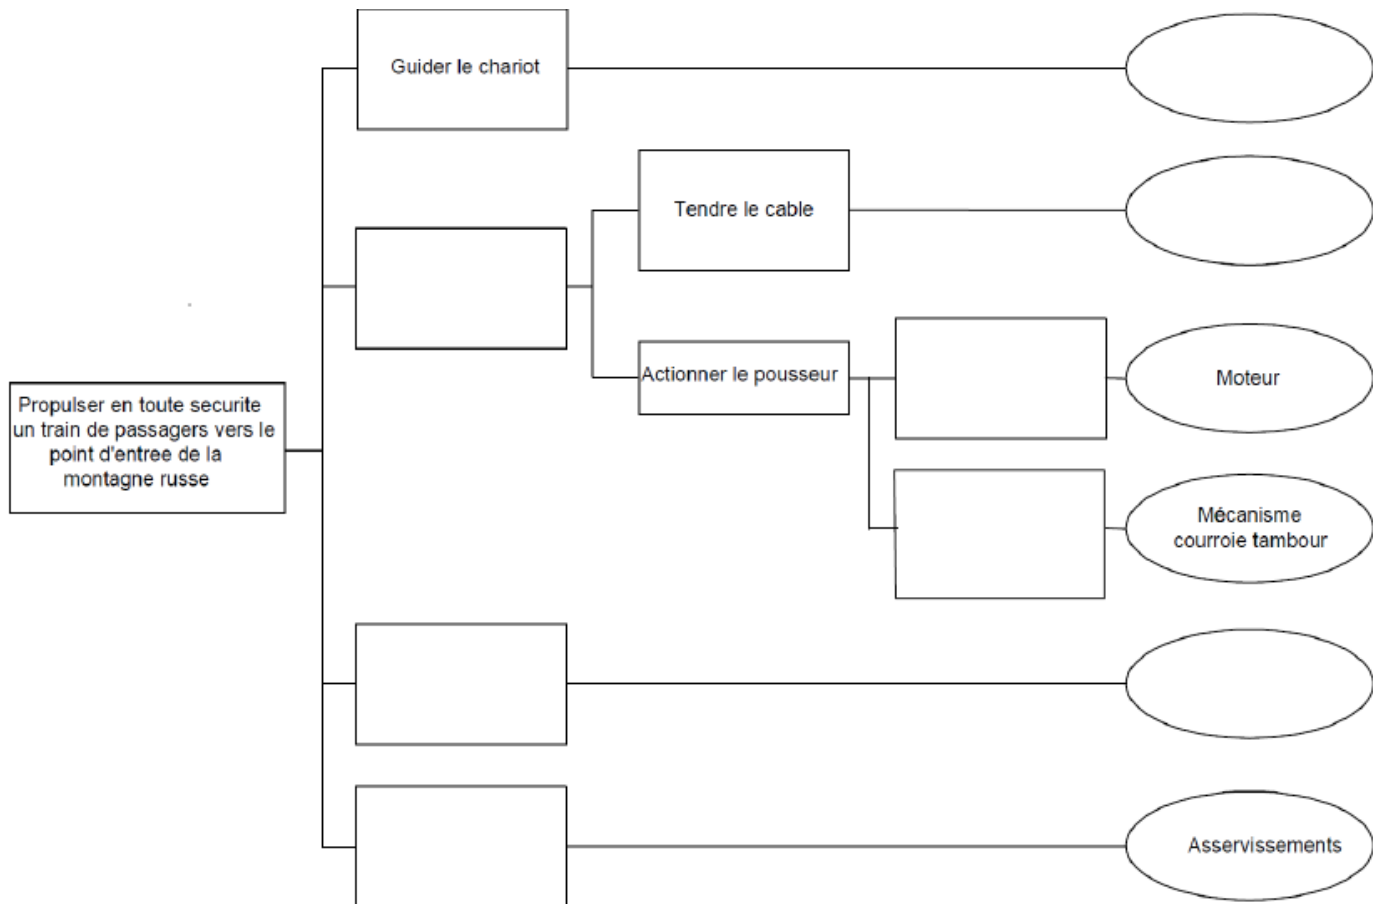 Guider le chariot
Tendre le cable
Actionner le pousseur
Moteur
Propulser en toute securite
un train de passagers vers le
point d'entree de la
montagne russe
Mécanisme
courroie tambour
Asservissements